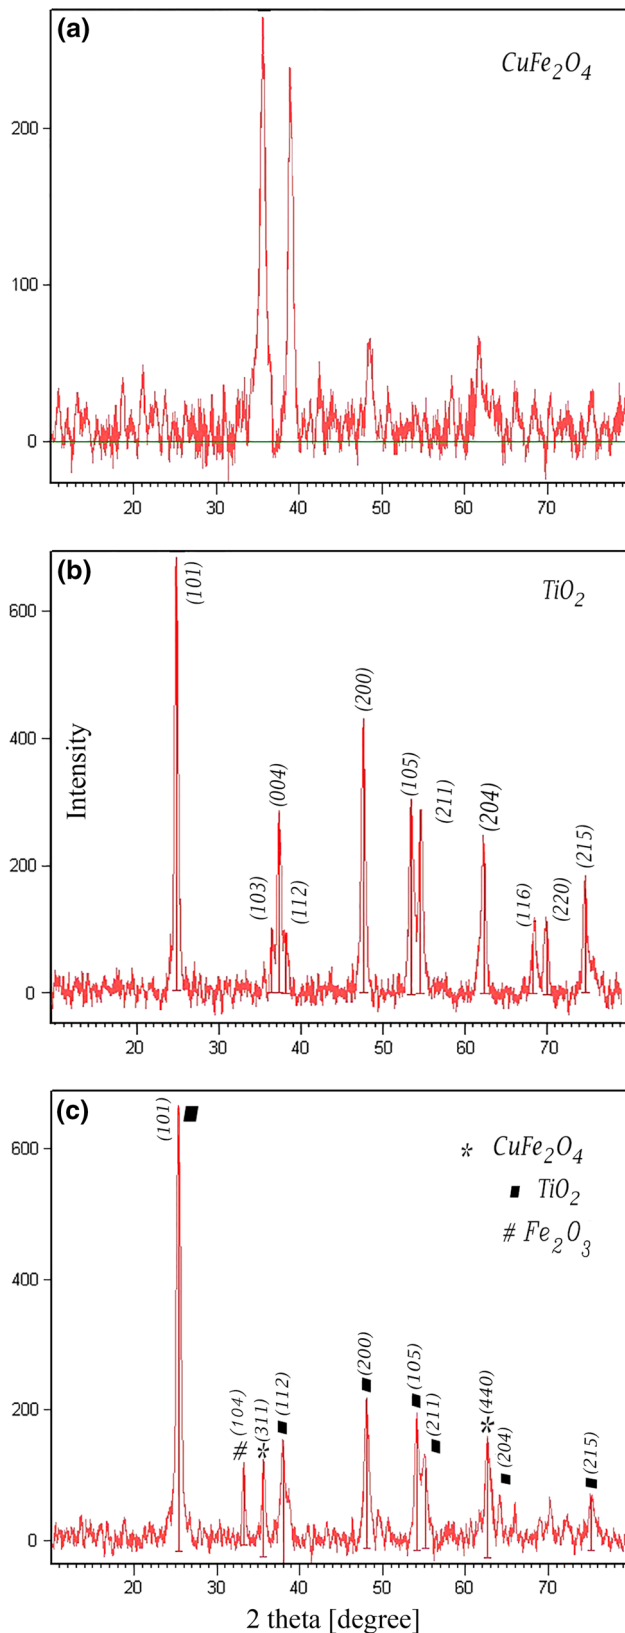 (a)
CuFe2O4
200
100
0
20 30 40 50 60 70
(b)
TiO2
(101)
(103)
(004)
(112)
(200)
(105)
(211)
(204)
(116)
(220)
(215)
Intensity
600
400
200
0
20 30 40 50 60 70
(c)
* CuFe2O4
■ TiO2
# Fe2O3
(101) ■
# (104)
* (311)
■ (112)
■ (200)
■ (105)
■ (211)
* (440)
■ (204)
■ (215)
600
400
200
0
20 30 40 50 60 70
2 theta [degree]